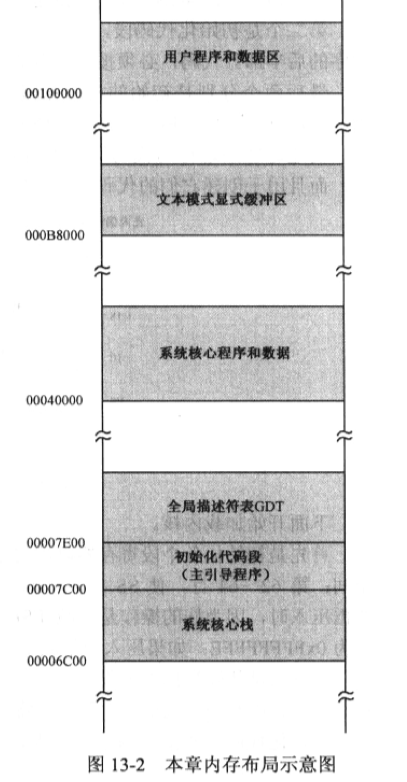 用户程序和数据区
00100000
文本模式显式缓冲区
000B8000
系统核心程序和数据
00040000
全局描述符表GDT
00007E00
初始化代码段
（主引导程序）
00007C00
系统核心栈
00006C00
图 13-2 本章内存布局示意图